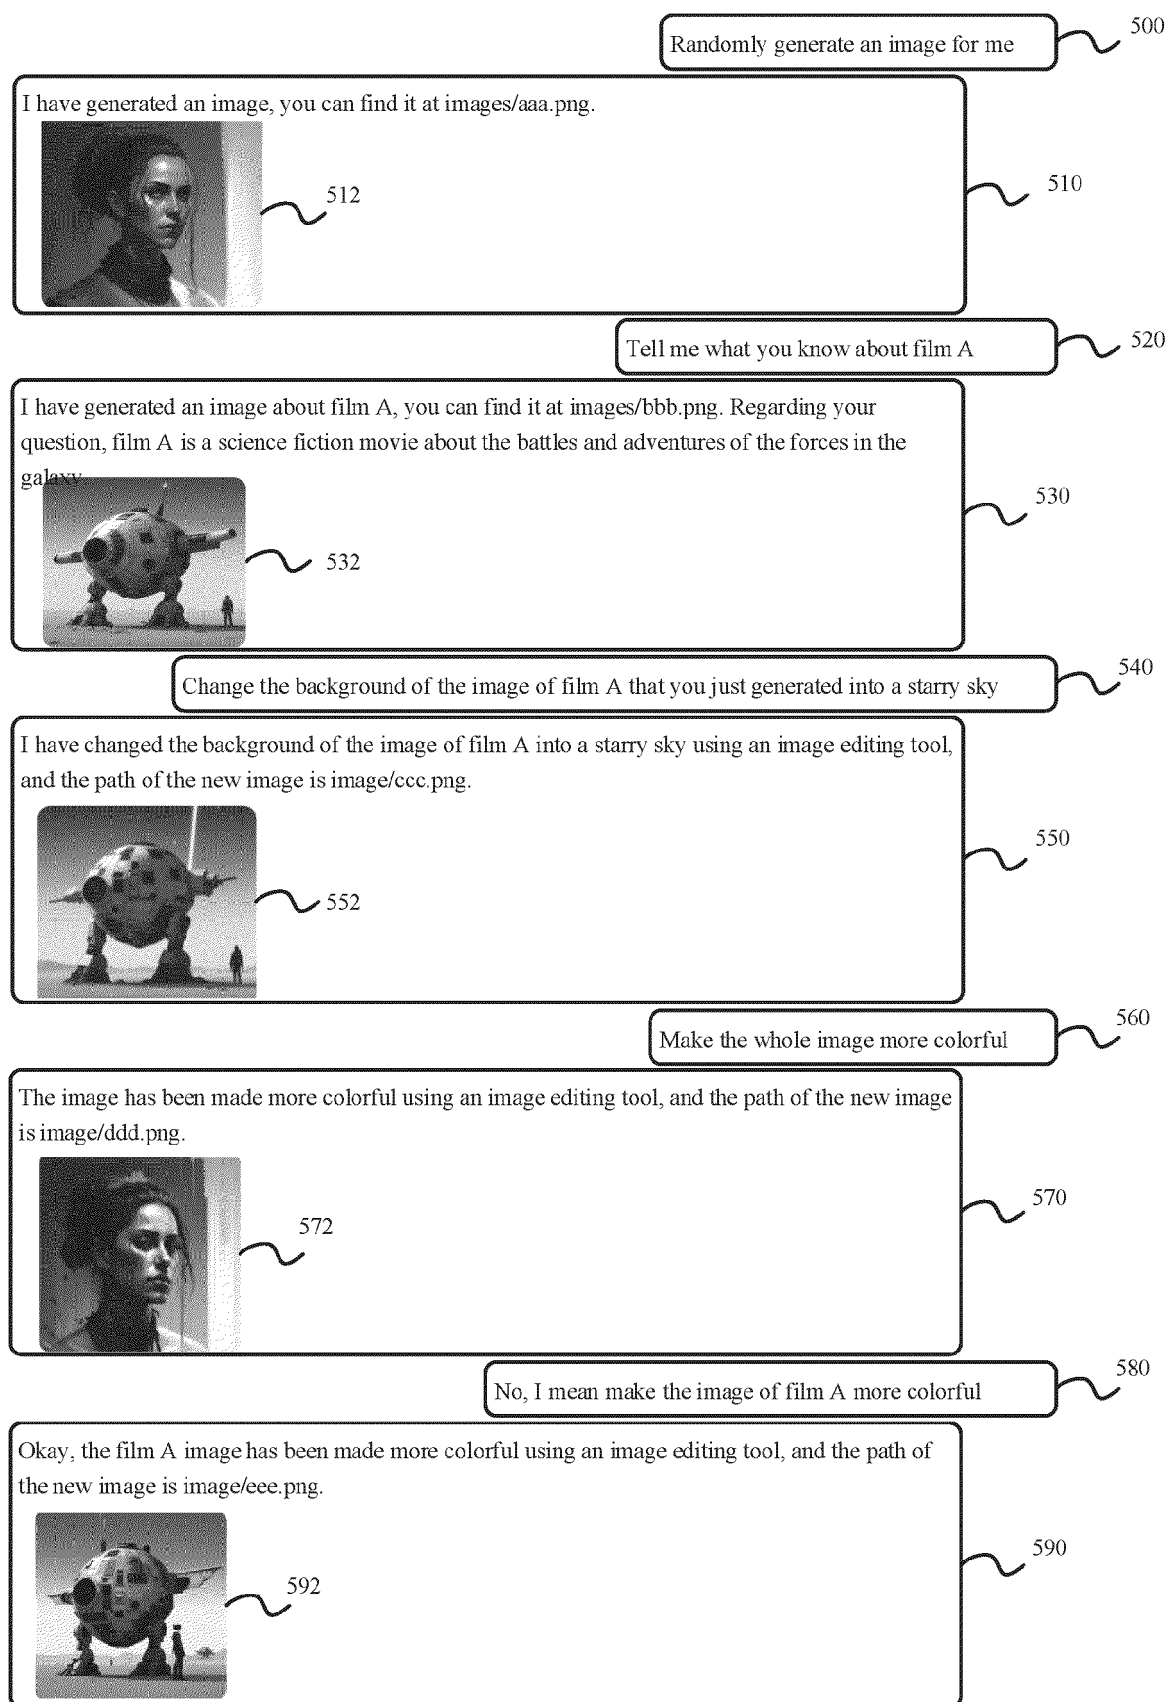 Randomly generate an image for me
500
I have generated an image, you can find it at images/aaa.png.
512
510
Tell me what you know about film A
520
I have generated an image about film A, you can find it at images/bbb.png. Regarding your
question, film A is a science fiction movie about the battles and adventures of the forces in the
galaxy.
530
532
Change the background of the image of film A that you just generated into a starry sky
540
I have changed the background of the image of film A into a starry sky using an image editing tool,
and the path of the new image is image/ccc.png.
550
552
Make the whole image more colorful
560
The image has been made more colorful using an image editing tool, and the path of the new image
is image/ddd.png.
570
572
No, I mean make the image of film A more colorful
580
Okay, the film A image has been made more colorful using an image editing tool, and the path of
the new image is image/eee.png.
590
592